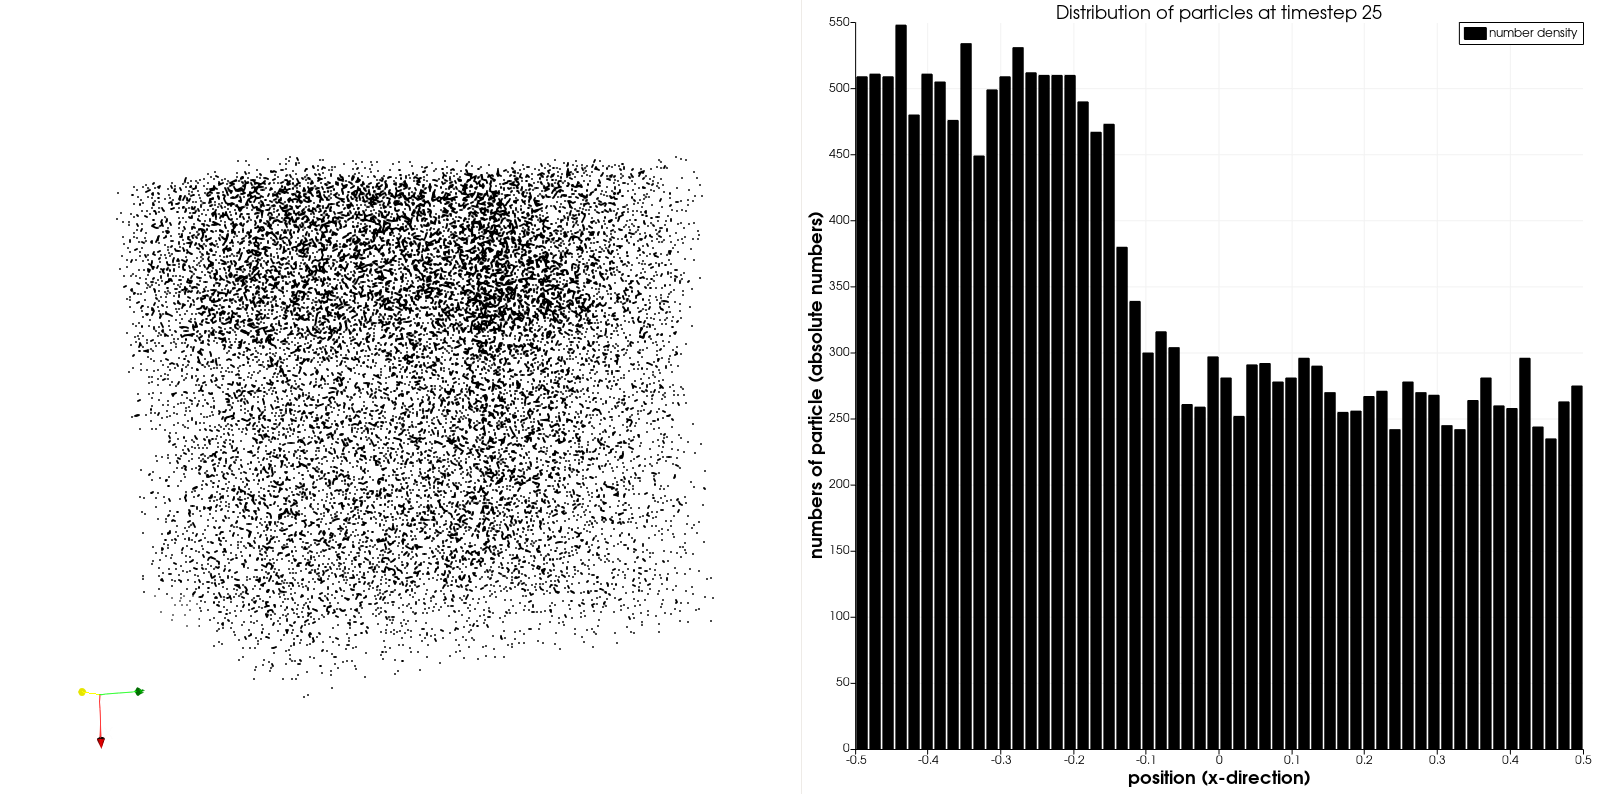 Distribution of particles at timestep 25
number density
numbers of particle (absolute numbers)
550
500
450
400
350
300
250
200
150
100
50
0
-0.5 -0.4 -0.3 -0.2 -0.1 0 0.1 0.2 0.3 0.4 0.5
position (x-direction)